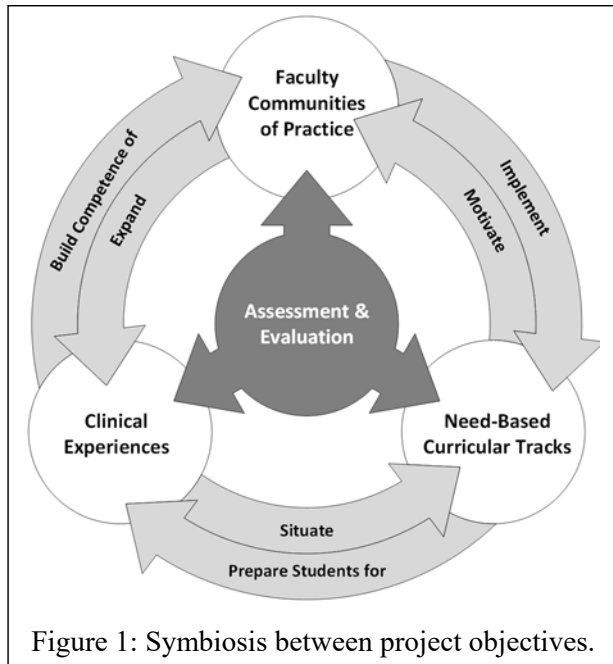 Faculty
Communities
of Practice
Build Competence of
Expand
Implement
Motivate
Assessment &
Evaluation
Clinical
Experiences
Need-Based
Curricular Tracks
Situate
Prepare Students for
Figure 1: Symbiosis between project objectives.